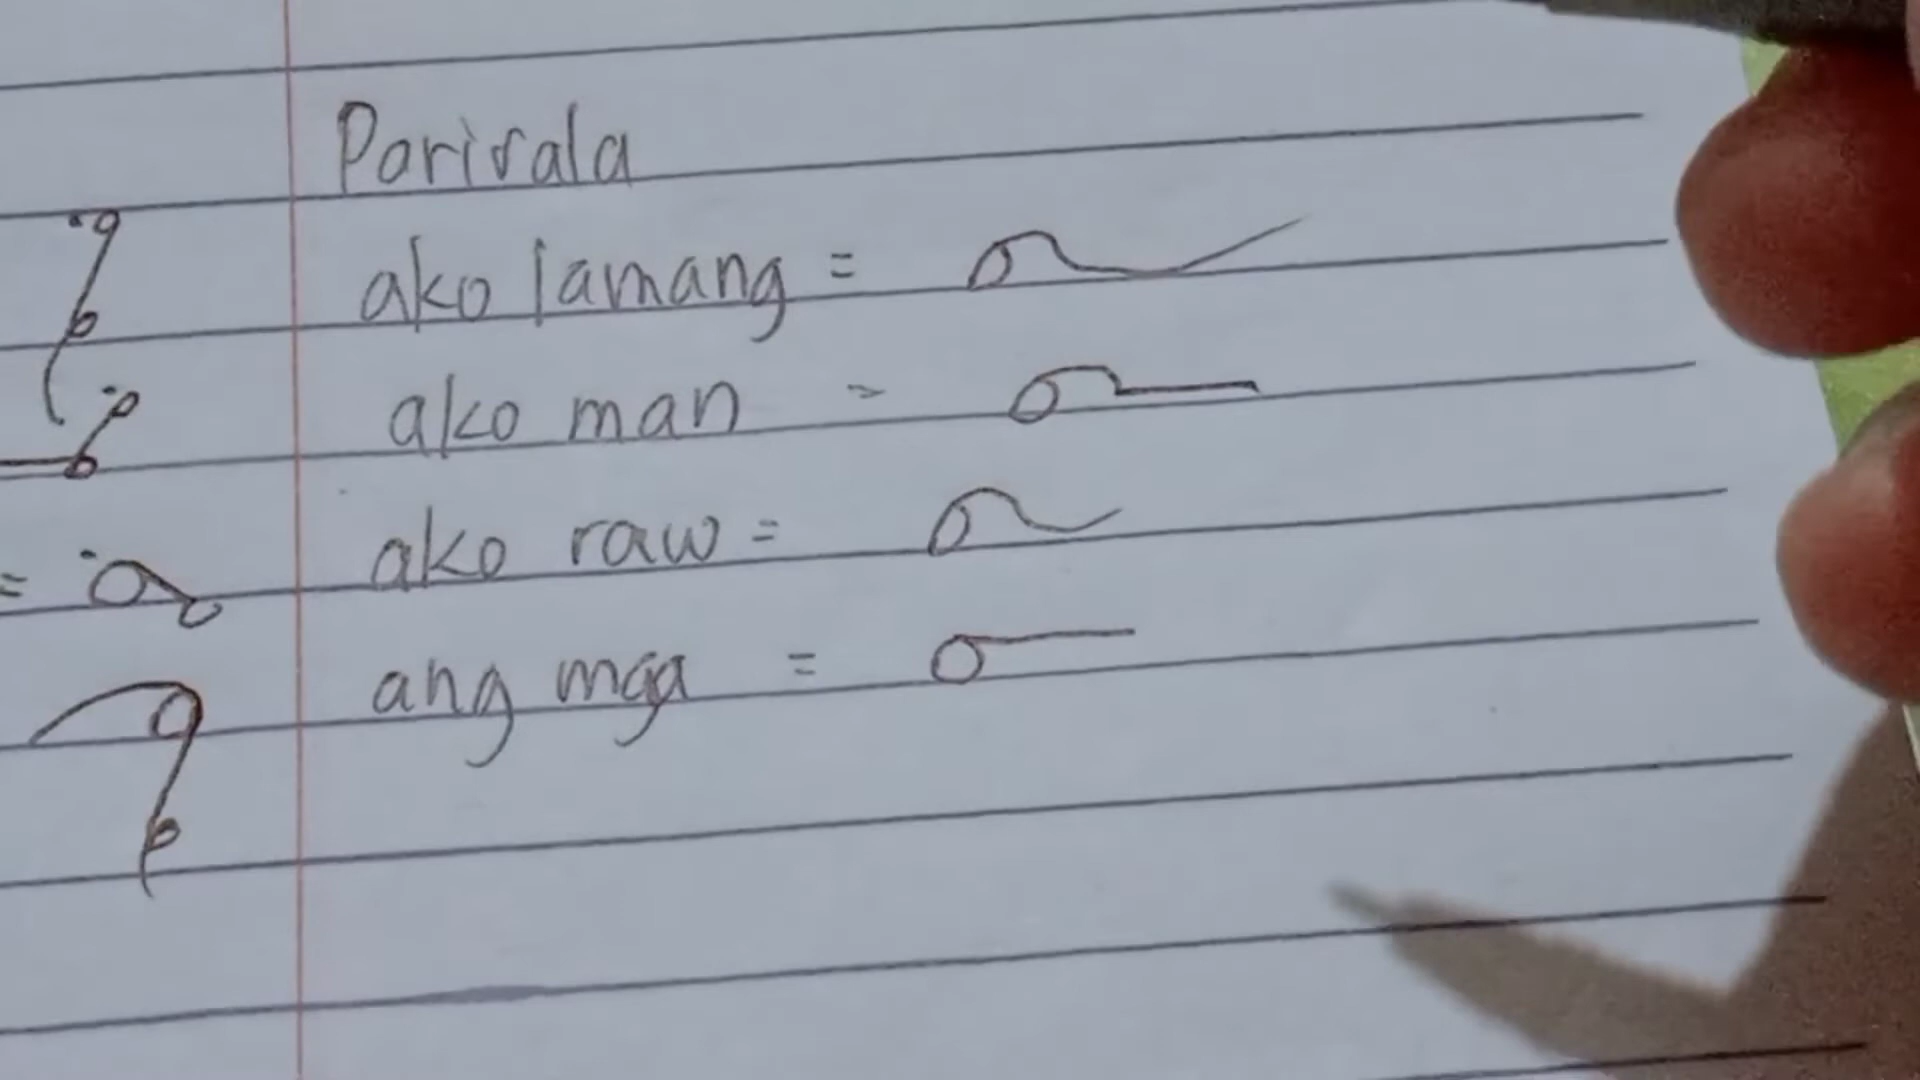 Parirala
ako lamang =
ako man =
ako raw =
ang mga =